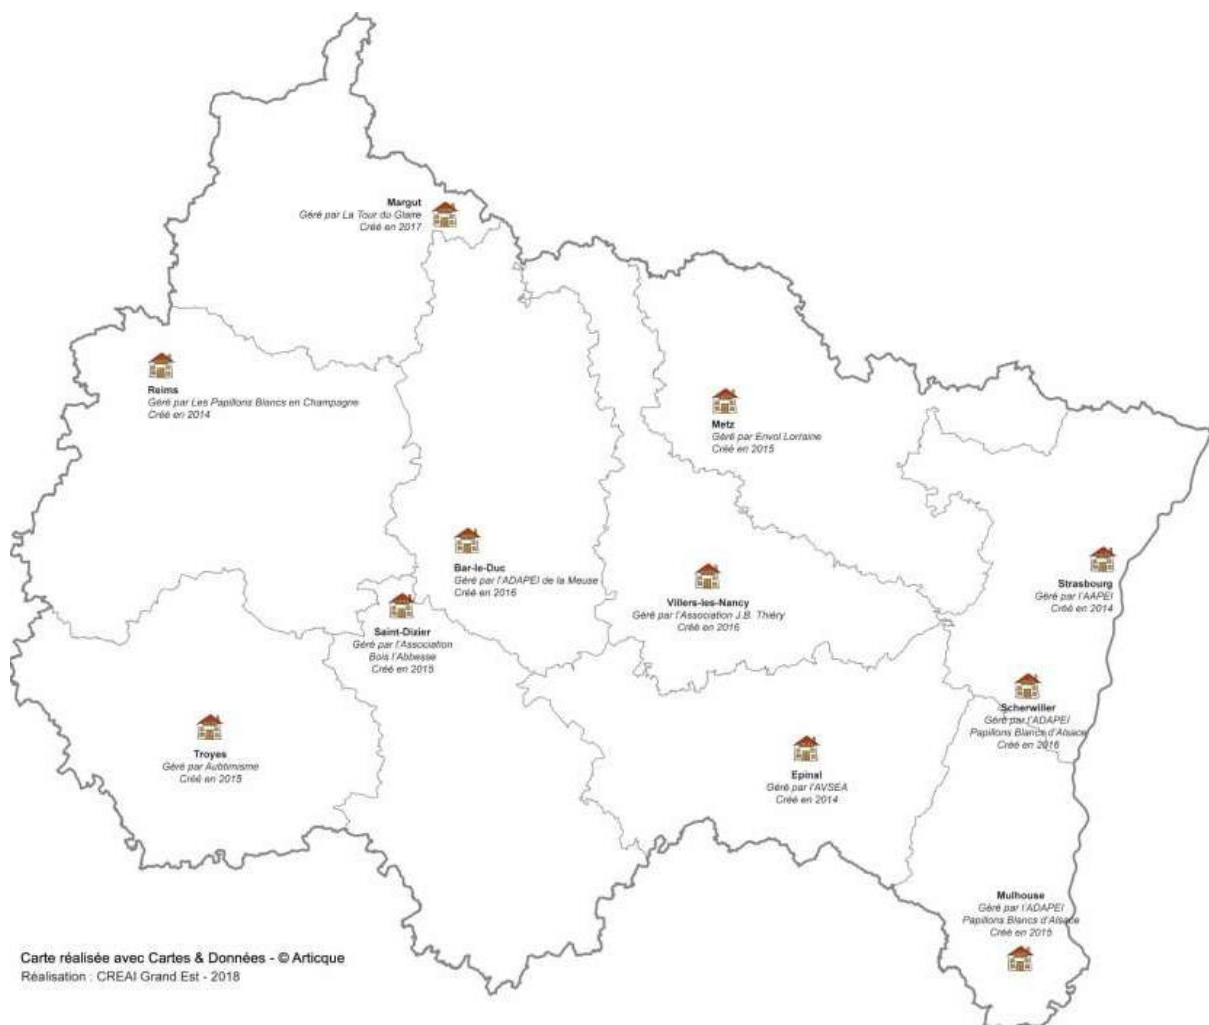 Margut
Géré par La Tour du Glaire
Créé en 2017
Reims
Géré par Les Papillons Blancs en Champagne
Créé en 2014
Metz
Géré par Envol Lorraine
Créé en 2015
Bar-le-Duc
Géré par l'ADAPEI de la Meuse
Créé en 2016
Villers-les-Nancy
Géré par l'Association J.B. Thiéry
Créé en 2016
Strasbourg
Géré par l'AAPEI
Créé en 2014
Saint-Dizier
Géré par l'Association
Bois l'Abbesse
Créé en 2015
Scherwiller
Géré par l'ADAPEI
Papillons Blancs d'Alsace
Créé en 2016
Troyes
Géré par Aubtimisme
Créé en 2015
Epinal
Géré par l'AVSEA
Créé en 2014
Mulhouse
Géré par l'ADAPEI
Papillons Blancs d'Alsace
Créé en 2015
Carte réalisée avec Cartes & Données - © Articque
Réalisation : CREAI Grand Est - 2018